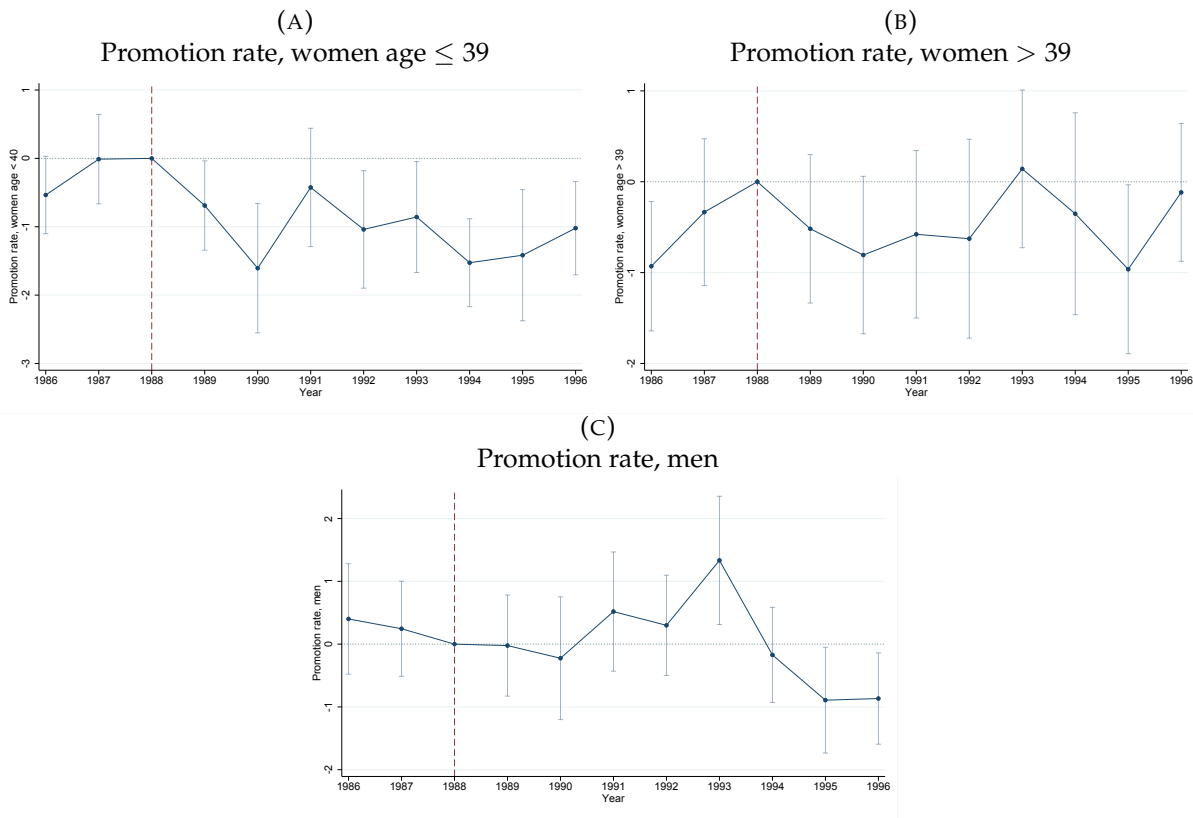 (A)
Promotion rate, women age ≤ 39
Promotion rate, women age < 40
1
0
-1
-2
-3
1986 1987 1988 1989 1990 1991 1992 1993 1994 1995 1996
Year
(B)
Promotion rate, women > 39
Promotion rate, women age > 39
1
0
-1
-2
1986 1987 1988 1989 1990 1991 1992 1993 1994 1995 1996
Year
(C)
Promotion rate, men
Promotion rate, men
2
1
0
-1
-2
1986 1987 1988 1989 1990 1991 1992 1993 1994 1995 1996
Year